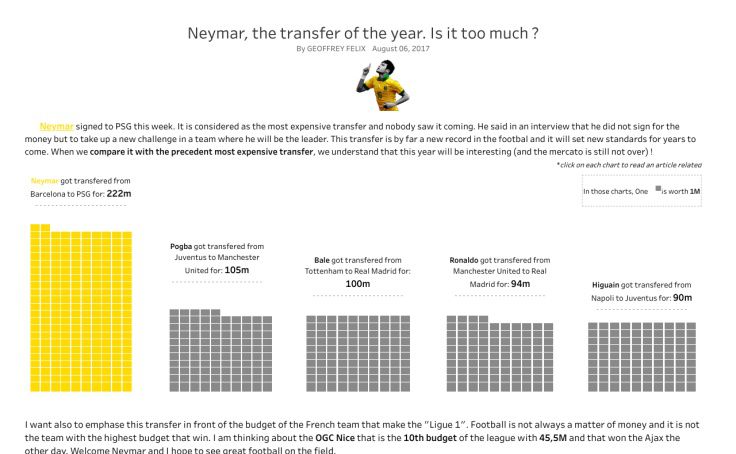 Neymar, the transfer of the year. Is it too much ?
By GEOFFREY FELIX August 06, 2017
Neymar signed to PSG this week. It is considered as the most expensive transfer and nobody saw it coming. He said in an interview that he did not sign for the
money but to take up a new challenge in a team where he will be the leader. This transfer is by far a new record in the footbal and it will set new standards for years to
come. When we compare it with the precedent most expensive transfer, we understand that this year will be interesting (and the mercato is still not over) !
*click on each chart to read an article related
Neymar got transfered from
Barcelona to PSG for: 222m
In those charts, One is worth 1M
Pogba got transfered from
Juventus to Manchester
United for: 105m
Bale got transfered from
Tottenham to Real Madrid for:
100m
Ronaldo got transfered from
Manchester United to Real
Madrid for: 94m
Higuain got transfered from
Napoli to Juventus for: 90m
I want also to emphase this transfer in front of the budget of the French team that make the "Ligue 1". Football is not always a matter of money and it is not
the team with the highest budget that win. I am thinking about the OGC Nice that is the 10th budget of the league with 45,5M and that won the Ajax the
other day. Welcome Neymar and I hope to see great football on the field.